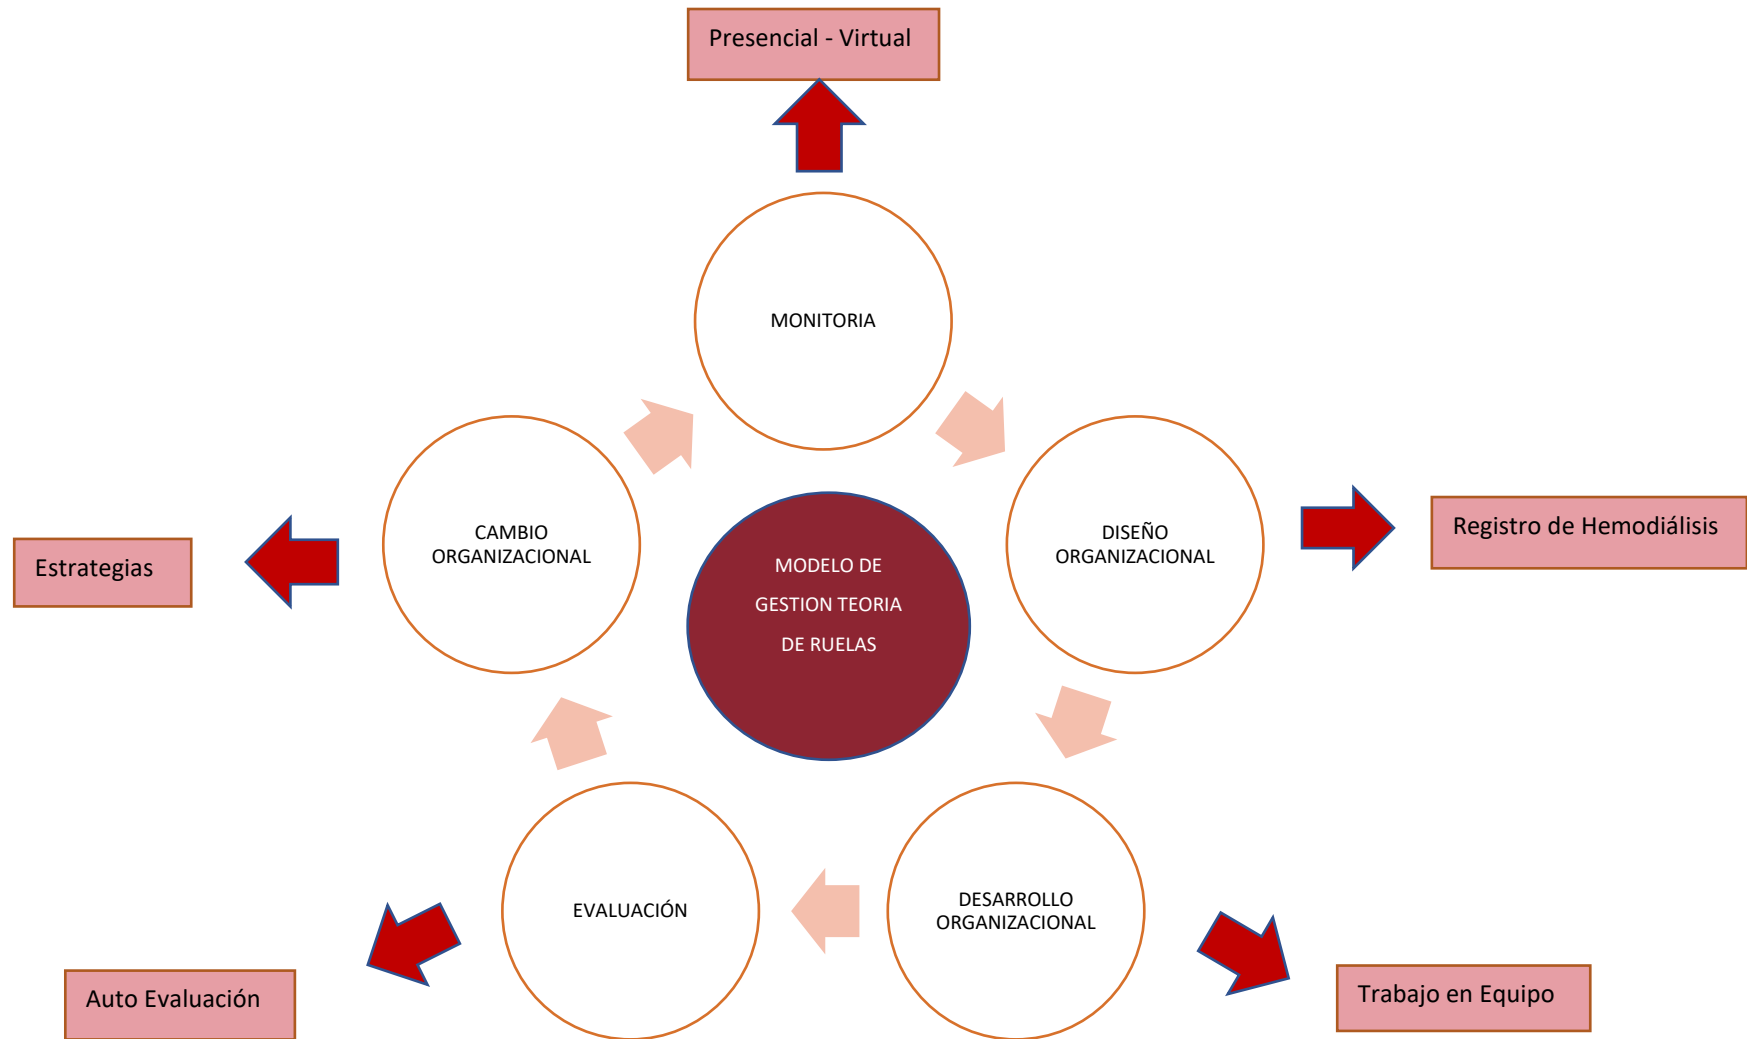 Presencial - Virtual
MONITORIA
CAMBIO
ORGANIZACIONAL
DISEÑO
ORGANIZACIONAL
Registro de Hemodiálisis
Estrategias
MODELO DE
GESTION TEORIA
DE RUELAS
EVALUACIÓN
DESARROLLO
ORGANIZACIONAL
Auto Evaluación
Trabajo en Equipo